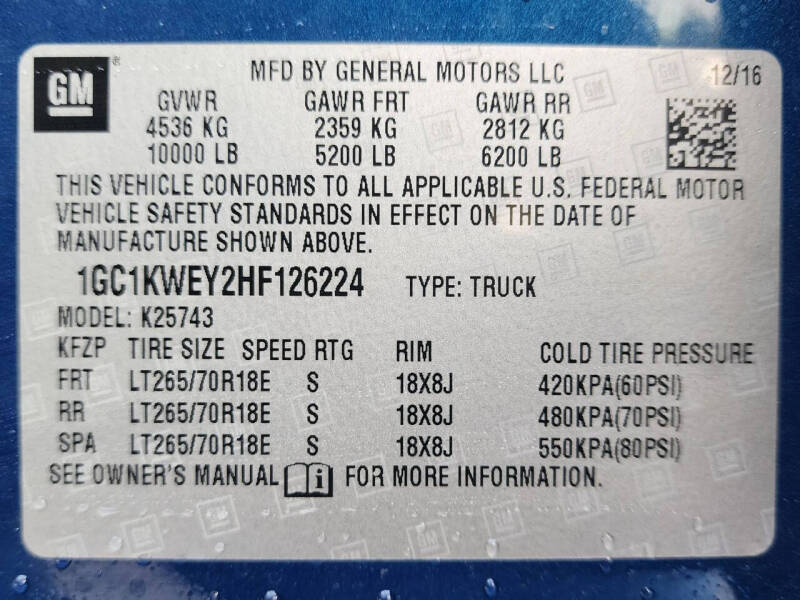 GM
MFD BY GENERAL MOTORS LLC 12/16
GVWR GAWR FRT GAWR RR
4536 KG 2359 KG 2812 KG
10000 LB 5200 LB 6200 LB
THIS VEHICLE CONFORMS TO ALL APPLICABLE U.S. FEDERAL MOTOR
VEHICLE SAFETY STANDARDS IN EFFECT ON THE DATE OF
MANUFACTURE SHOWN ABOVE.
1GC1KWEY2HF126224 TYPE: TRUCK
MODEL: K25743
KFZP TIRE SIZE SPEED RTG RIM COLD TIRE PRESSURE
FRT LT265/70R18E S 18X8J 420KPA(60PSI)
RR LT265/70R18E S 18X8J 480KPA(70PSI)
SPA LT265/70R18E S 18X8J 550KPA(80PSI)
SEE OWNER'S MANUAL i FOR MORE INFORMATION.